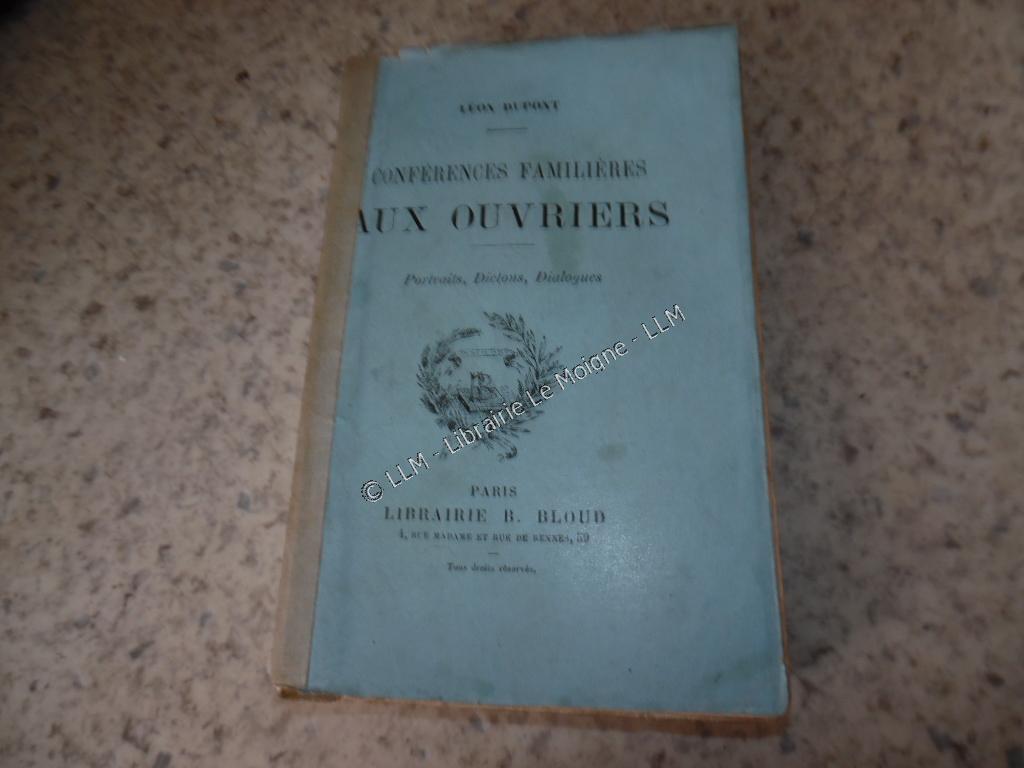 LÉON DUPONT
CONFÉRENCES FAMILIÈRES
AUX OUVRIERS
Portraits, Dictons, Dialogues
© LLM - Librairie Le Moigne - LLM
PARIS
LIBRAIRIE B. BLOUD
4, RUE MADAME ET RUE DE RENNES, 59
Tous droits réservés.